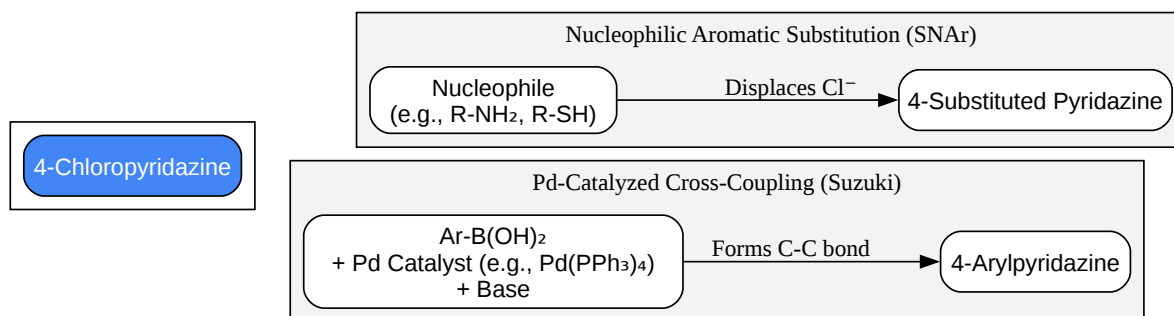 4-Chloropyridazine
Nucleophilic Aromatic Substitution (SNAr)
Nucleophile
(e.g., R-NH₂, R-SH)
Displaces Cl⁻
4-Substituted Pyridazine
Pd-Catalyzed Cross-Coupling (Suzuki)
Ar-B(OH)₂
+ Pd Catalyst (e.g., Pd(PPh₃)₄)
+ Base
Forms C-C bond
4-Arylpyridazine